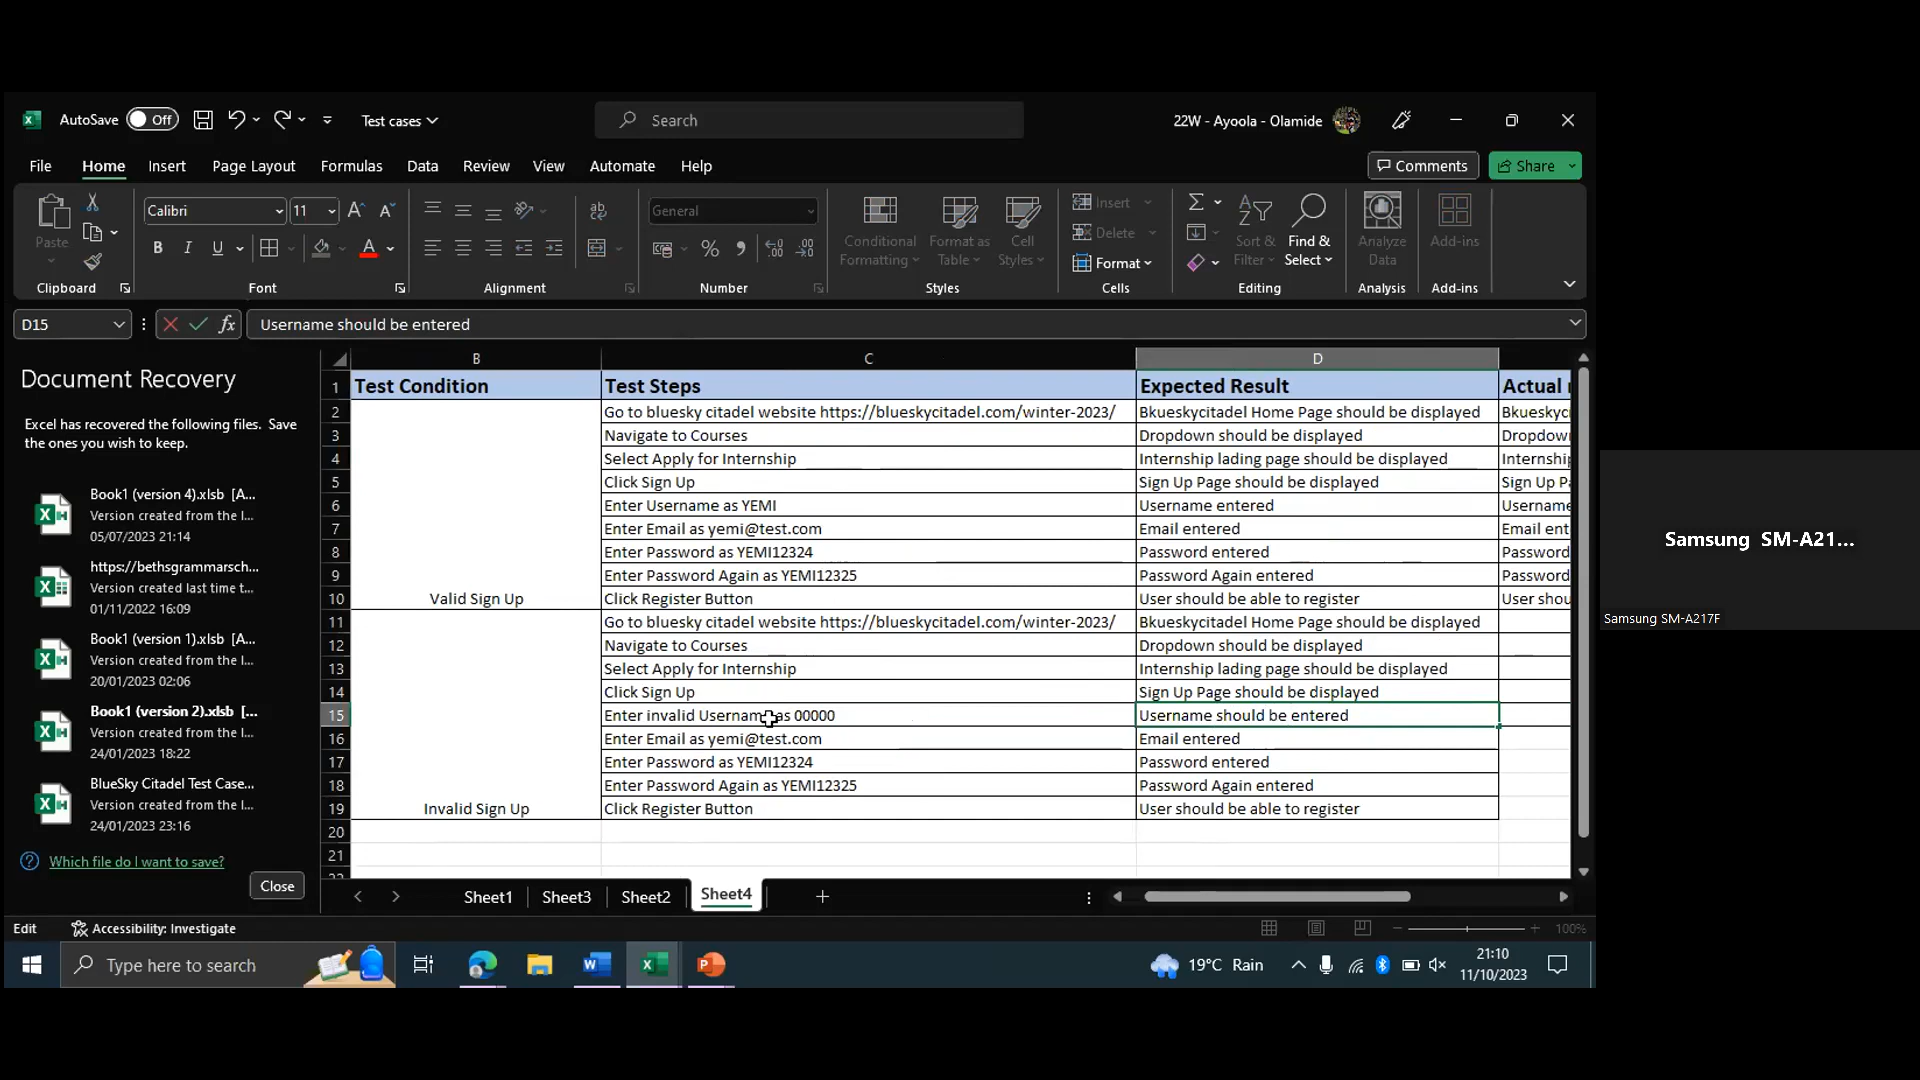 AutoSave Off Test cases Search 22W - Ayoola - Olamide
File Home Insert Page Layout Formulas Data Review View Automate Help Comments Share
Paste Calibri 11 General Insert Delete Format
B I U Conditional Formatting Format as Table Cell Styles Sort & Filter Find & Select Analyze Data Add-ins
Clipboard Font Alignment Number Styles Cells Editing Analysis Add-ins
D15 fx Username should be entered
Document Recovery
Excel has recovered the following files. Save
the ones you wish to keep.
Book1 (version 4).xlsb [A...
Version created from the l...
05/07/2023 21:14
https://bethsgrammarsch...
Version created last time t...
01/11/2022 16:09
Book1 (version 1).xlsb [A...
Version created from the l...
20/01/2023 02:06
Book1 (version 2).xlsb [...
Version created from the l...
24/01/2023 18:22
BlueSky Citadel Test Case...
Version created from the l...
24/01/2023 23:16
Which file do I want to save?
Close
B C D
1 Test Condition Test Steps Expected Result Actual
2 Go to bluesky citadel website https://blueskycitadel.com/winter-2023/ Bkueskycitadel Home Page should be displayed Bkueskyc
3 Navigate to Courses Dropdown should be displayed Dropdow
4 Select Apply for Internship Internship lading page should be displayed Internship
5 Click Sign Up Sign Up Page should be displayed Sign Up P
6 Enter Username as YEMI Username entered Username
7 Enter Email as yemi@test.com Email entered Email ent
8 Enter Password as YEMI12324 Password entered Password
9 Enter Password Again as YEMI12325 Password Again entered Password
10 Valid Sign Up Click Register Button User should be able to register User shou
11 Go to bluesky citadel website https://blueskycitadel.com/winter-2023/ Bkueskycitadel Home Page should be displayed
12 Navigate to Courses Dropdown should be displayed
13 Select Apply for Internship Internship lading page should be displayed
14 Click Sign Up Sign Up Page should be displayed
15 Enter invalid Username as 00000 Username should be entered
16 Enter Email as yemi@test.com Email entered
17 Enter Password as YEMI12324 Password entered
18 Enter Password Again as YEMI12325 Password Again entered
19 Invalid Sign Up Click Register Button User should be able to register
20
21
Sheet1 Sheet3 Sheet2 Sheet4
Edit Accessibility: Investigate 100%
Type here to search 19°C Rain 21:10
11/10/2023
Samsung SM-A21...
Samsung SM-A217F